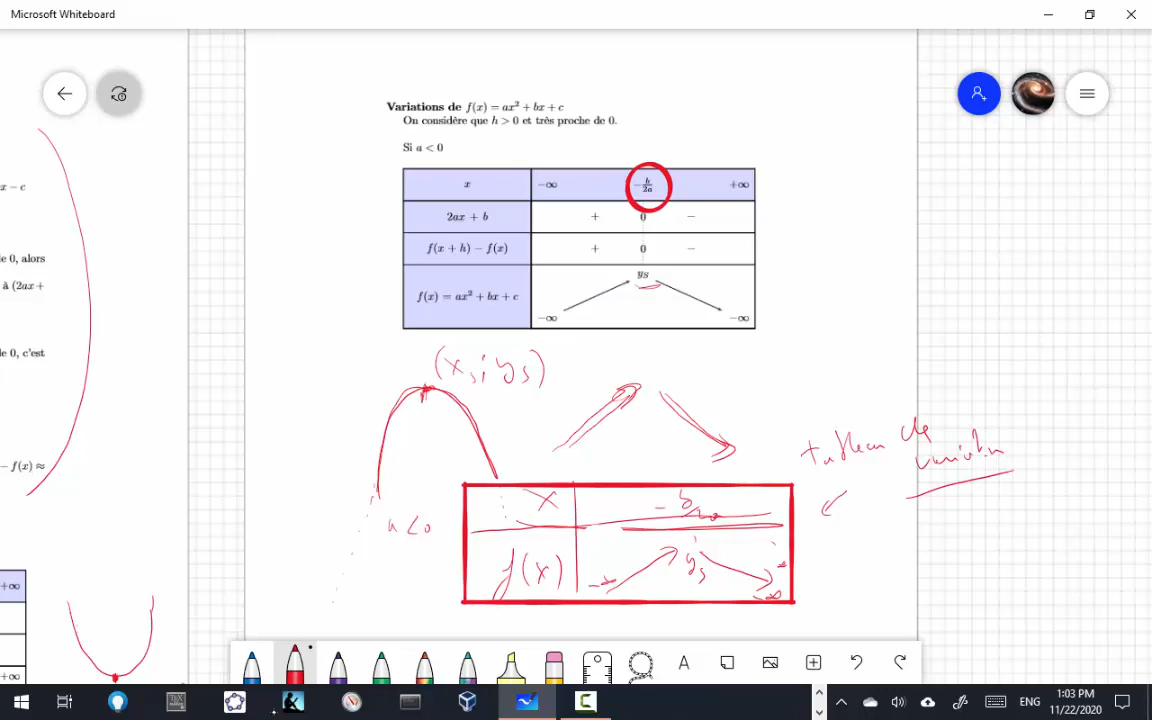 Microsoft Whiteboard
x − c
e 0, alors
à (2ax+
e 0, c'est
− f(x) ≈
+∞
+∞
Variations de f(x) = ax² + bx + c
On considère que h > 0 et très proche de 0.
Si a < 0
x −∞ −b/2a +∞
2ax + b + 0 −
f(x + h) − f(x) + 0 −
yS
f(x) = ax² + bx + c
−∞ −∞
(xs ; ys)
tableau de
variation
a < 0
x −b/2a
f(x) −∞ ys −∞
A
ENG
1:03 PM
11/22/2020